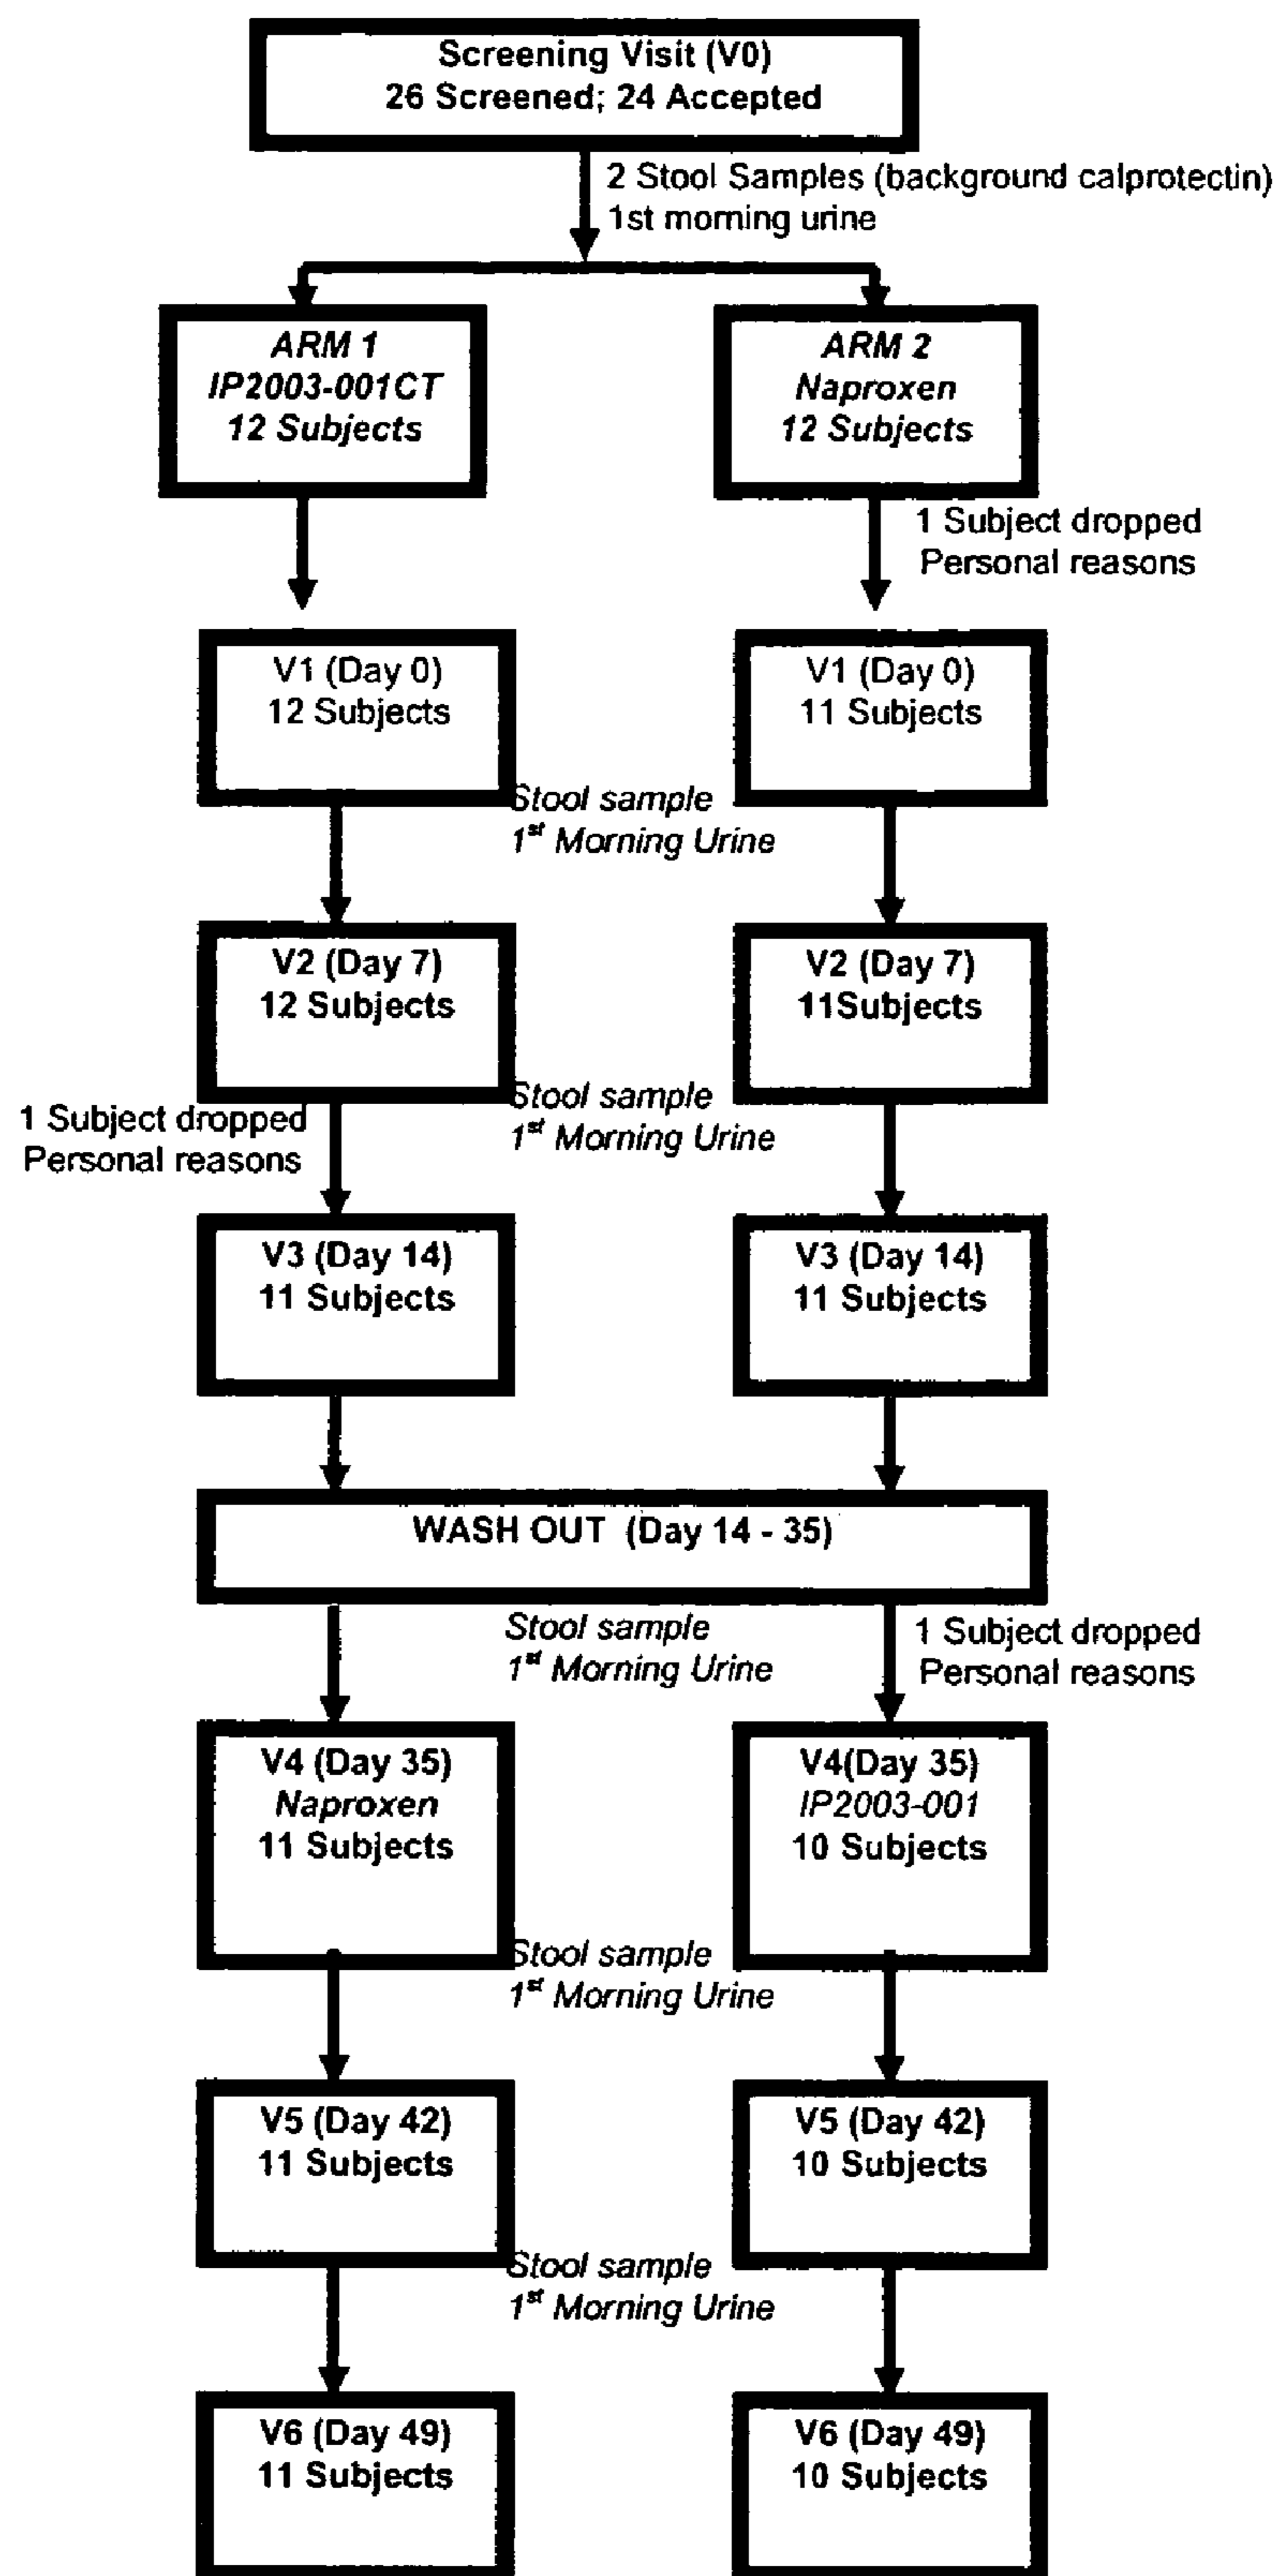 Screening Visit (V0)
26 Screened; 24 Accepted
2 Stool Samples (background calprotectin)
1st morning urine
ARM 1
IP2003-001CT
12 Subjects
ARM 2
Naproxen
12 Subjects
1 Subject dropped
Personal reasons
V1 (Day 0)
12 Subjects
V1 (Day 0)
11 Subjects
Stool sample
1st Morning Urine
V2 (Day 7)
12 Subjects
V2 (Day 7)
11Subjects
1 Subject dropped
Personal reasons
Stool sample
1st Morning Urine
V3 (Day 14)
11 Subjects
V3 (Day 14)
11 Subjects
WASH OUT (Day 14 - 35)
Stool sample
1st Morning Urine
1 Subject dropped
Personal reasons
V4 (Day 35)
Naproxen
11 Subjects
V4(Day 35)
IP2003-001
10 Subjects
Stool sample
1st Morning Urine
V5 (Day 42)
11 Subjects
V5 (Day 42)
10 Subjects
Stool sample
1st Morning Urine
V6 (Day 49)
11 Subjects
V6 (Day 49)
10 Subjects